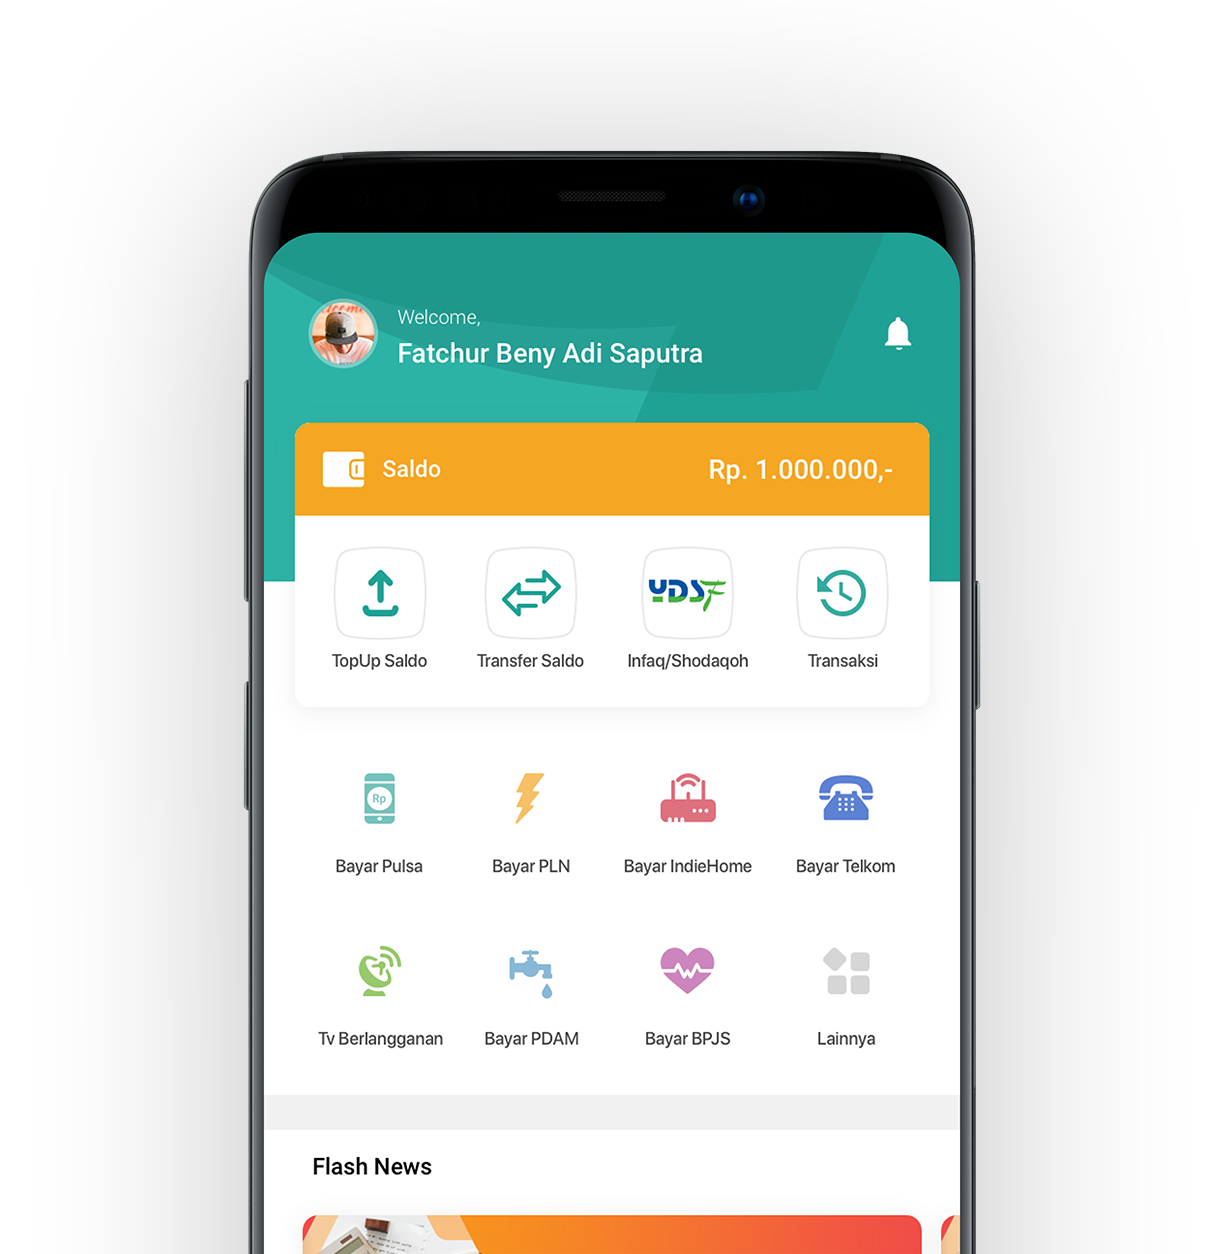 Welcome,
Fatchur Beny Adi Saputra
Saldo
Rp. 1.000.000,-
YDSF
TopUp Saldo
Transfer Saldo
Infaq/Shodaqoh
Transaksi
Rp
Bayar Pulsa
Bayar PLN
Bayar IndieHome
Bayar Telkom
Tv Berlangganan
Bayar PDAM
Bayar BPJS
Lainnya
Flash News